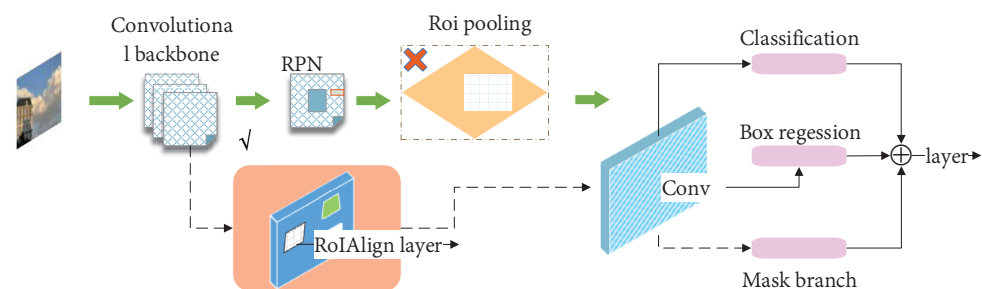 Convolutiona
l backbone
RPN
Roi pooling
√
RoIAlign layer
Conv
Classification
Box regession
Mask branch
layer